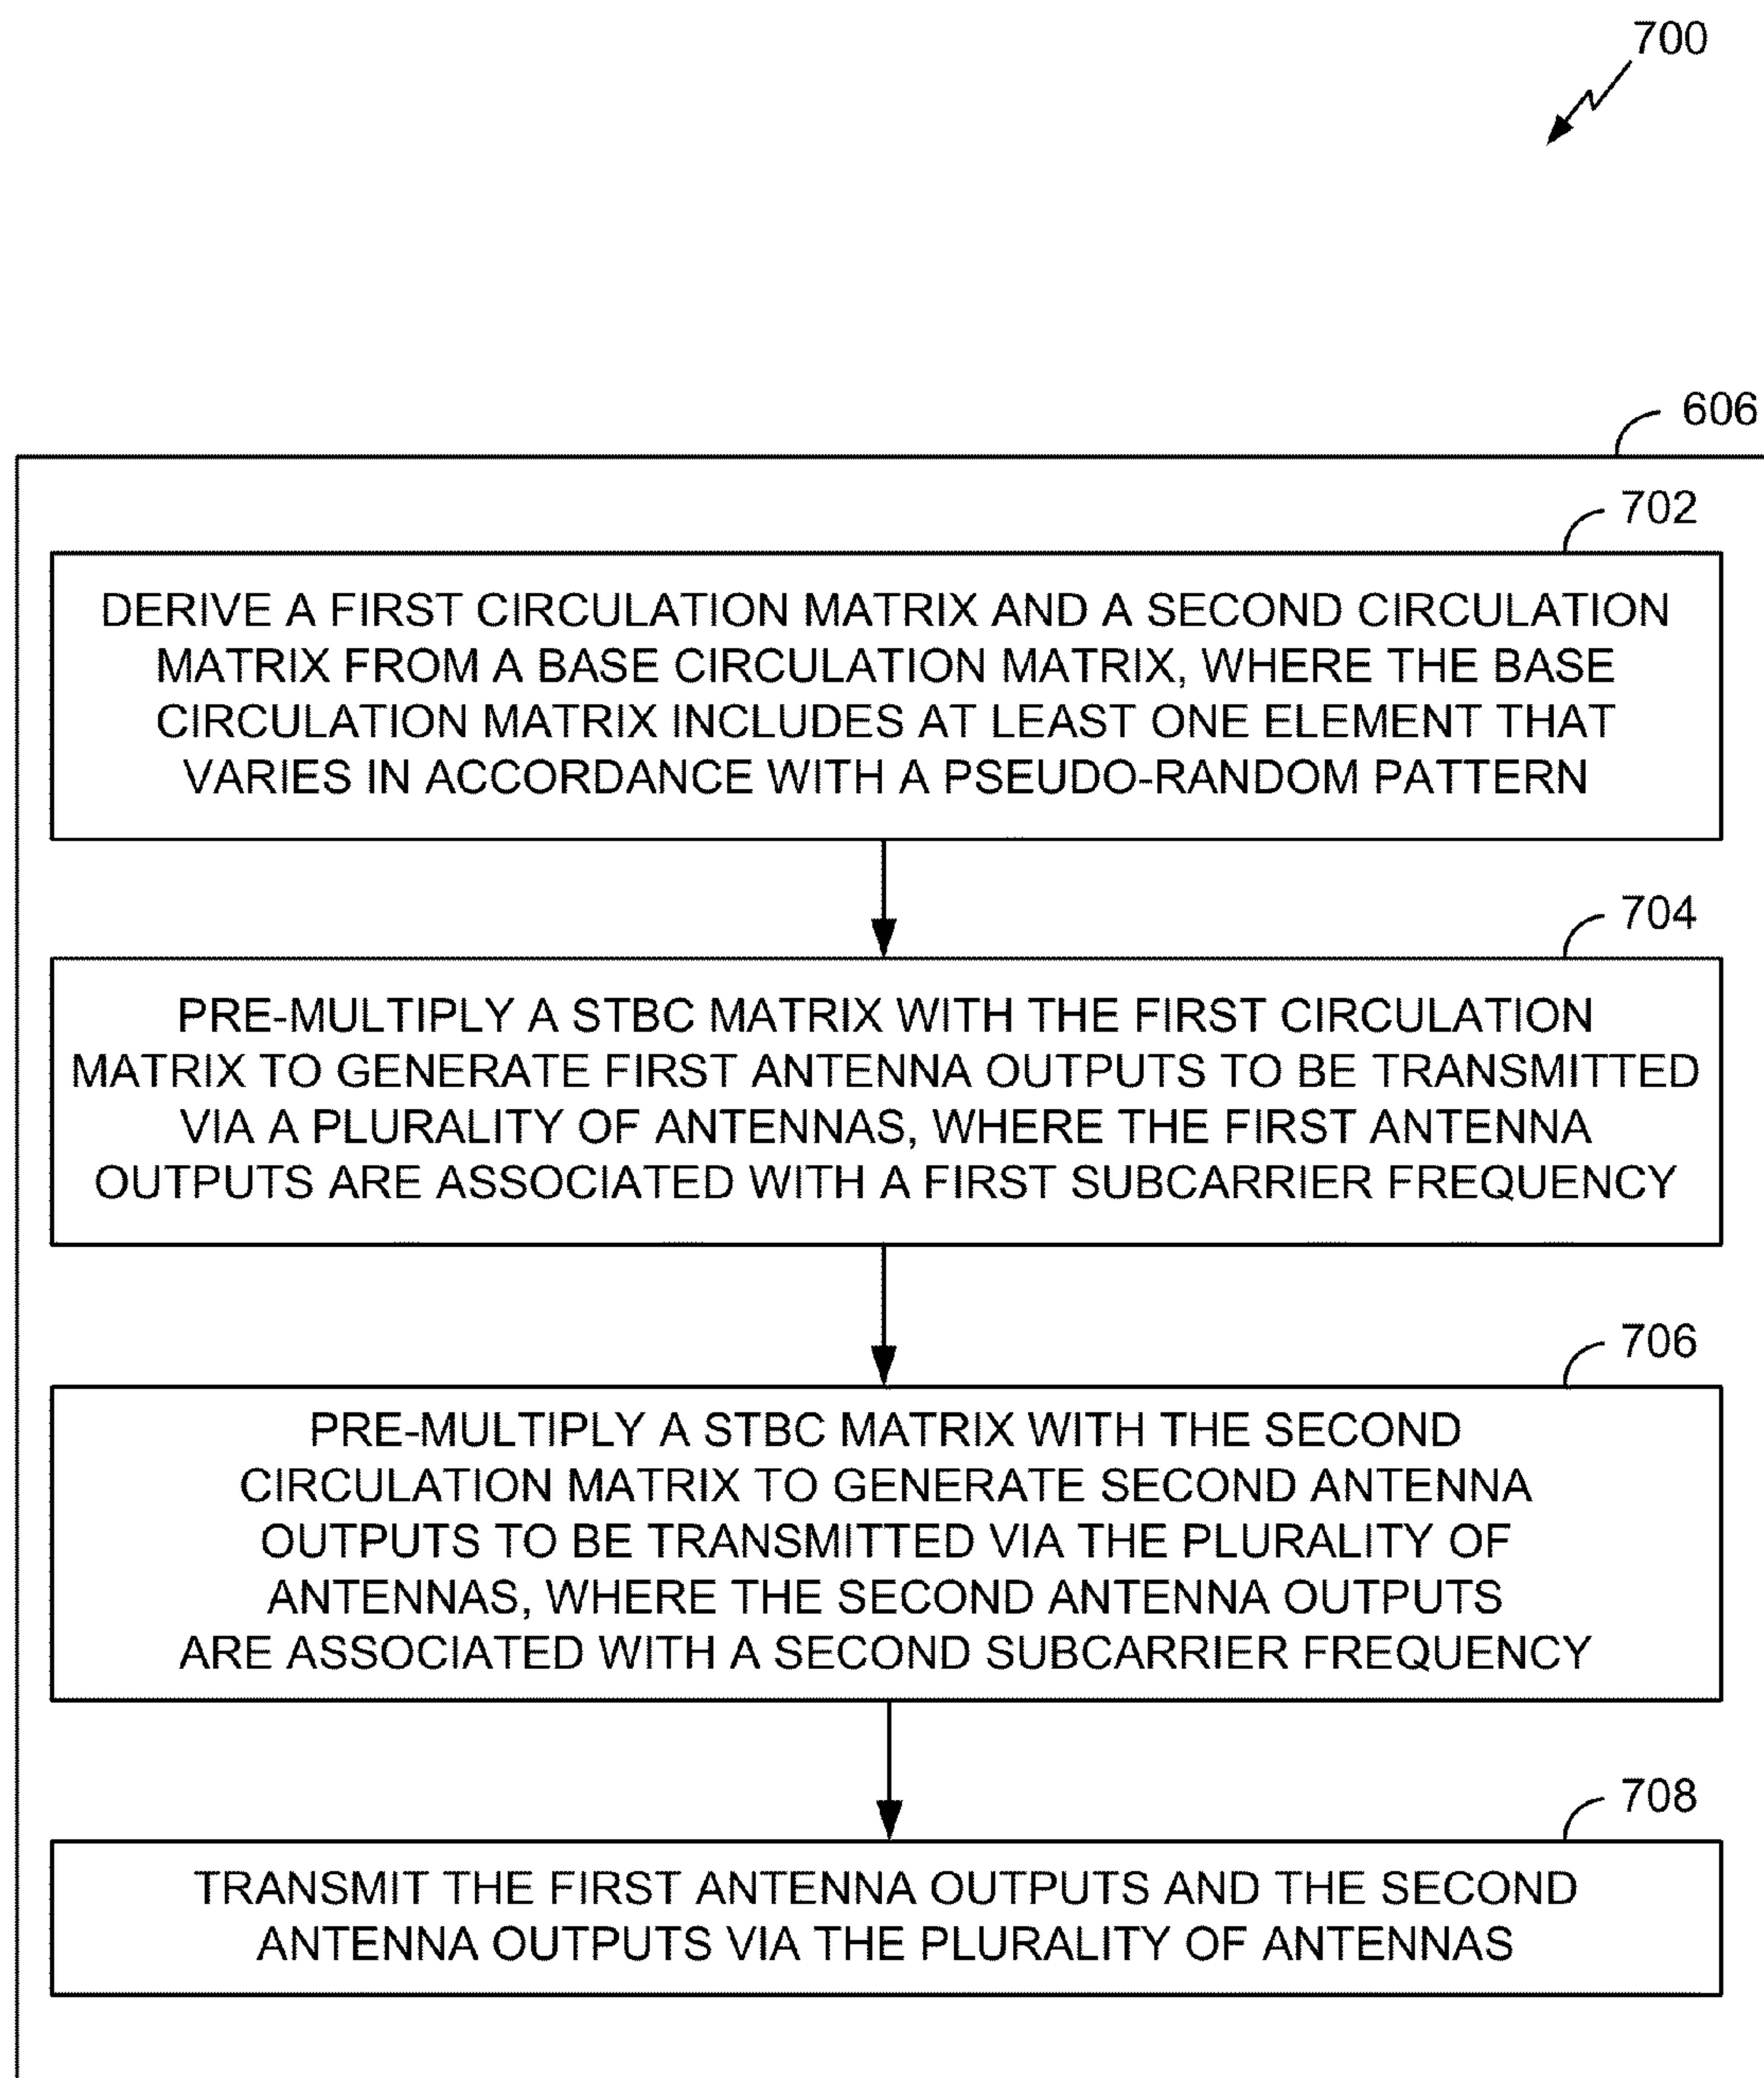 700
606
702
DERIVE A FIRST CIRCULATION MATRIX AND A SECOND CIRCULATION
MATRIX FROM A BASE CIRCULATION MATRIX, WHERE THE BASE
CIRCULATION MATRIX INCLUDES AT LEAST ONE ELEMENT THAT
VARIES IN ACCORDANCE WITH A PSEUDO-RANDOM PATTERN
704
PRE-MULTIPLY A STBC MATRIX WITH THE FIRST CIRCULATION
MATRIX TO GENERATE FIRST ANTENNA OUTPUTS TO BE TRANSMITTED
VIA A PLURALITY OF ANTENNAS, WHERE THE FIRST ANTENNA
OUTPUTS ARE ASSOCIATED WITH A FIRST SUBCARRIER FREQUENCY
706
PRE-MULTIPLY A STBC MATRIX WITH THE SECOND
CIRCULATION MATRIX TO GENERATE SECOND ANTENNA
OUTPUTS TO BE TRANSMITTED VIA THE PLURALITY OF
ANTENNAS, WHERE THE SECOND ANTENNA OUTPUTS
ARE ASSOCIATED WITH A SECOND SUBCARRIER FREQUENCY
708
TRANSMIT THE FIRST ANTENNA OUTPUTS AND THE SECOND
ANTENNA OUTPUTS VIA THE PLURALITY OF ANTENNAS